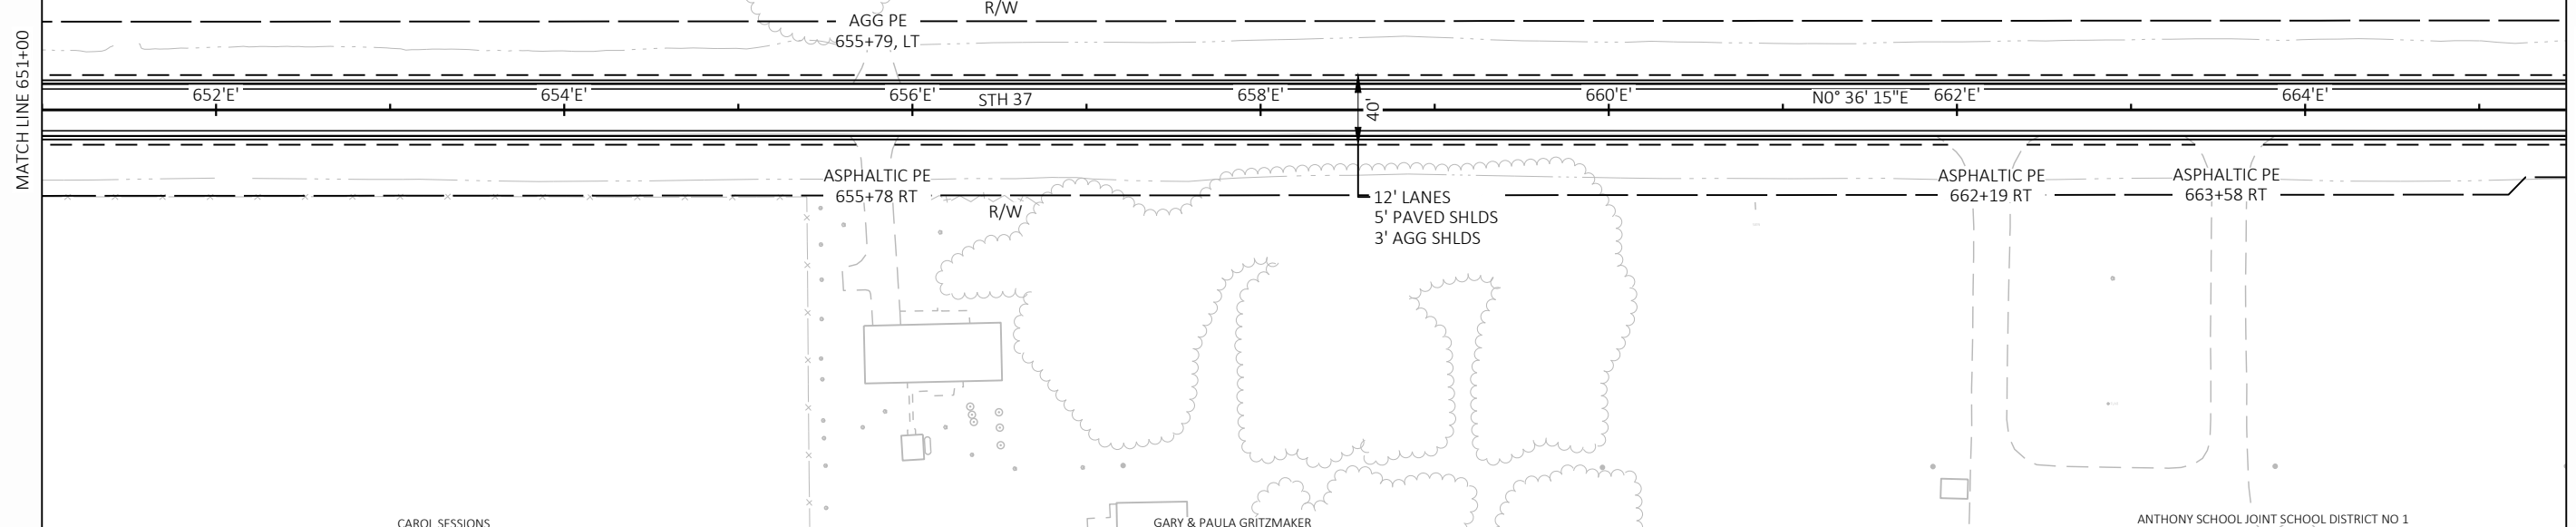 R/W
AGG PE
655+79, LT
MATCH LINE 651+00
652'E'
654'E'
656'E'
STH 37
658'E'
40'
660'E'
N0° 36' 15"E
662'E'
664'E'
ASPHALTIC PE
655+78 RT
R/W
12' LANES
5' PAVED SHLDS
3' AGG SHLDS
ASPHALTIC PE
662+19 RT
ASPHALTIC PE
663+58 RT
CAROL SESSIONS
GARY & PAULA GRITZMAKER
ANTHONY SCHOOL JOINT SCHOOL DISTRICT NO 1